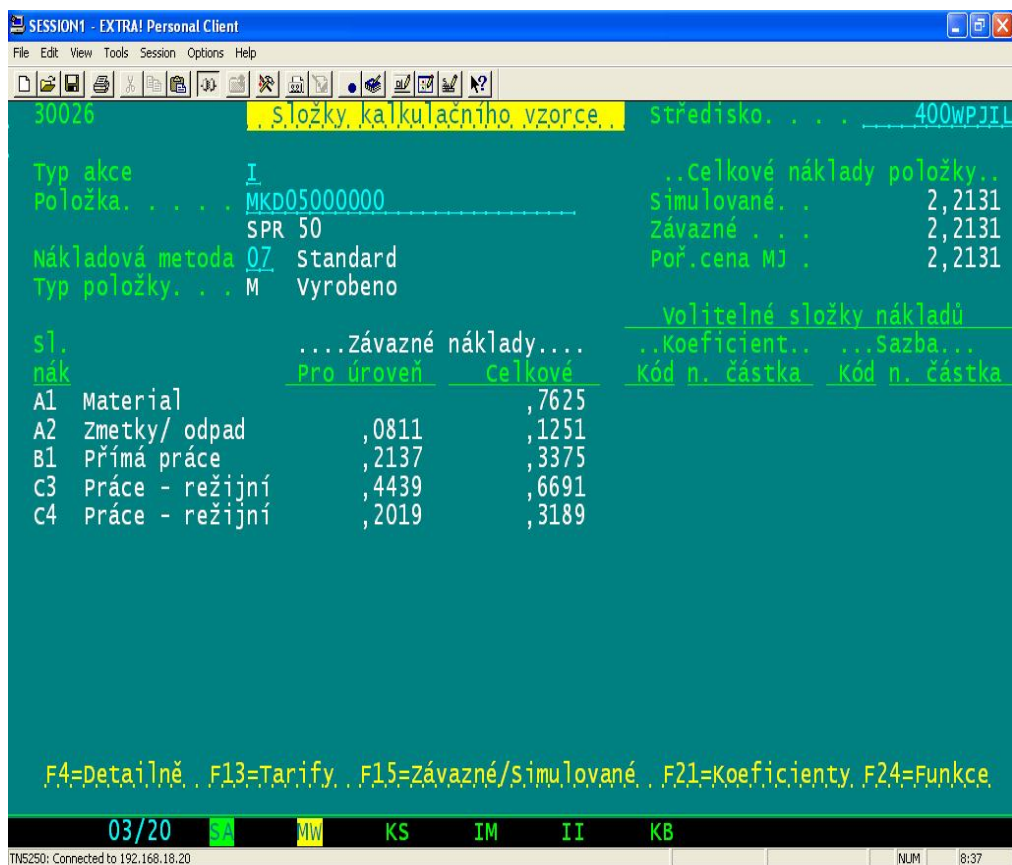 SESSION1 - EXTRA! Personal Client
File Edit View Tools Session Options Help
30026 Složky kalkulačního vzorce Středisko. . . . 400WPJIL
Typ akce I ..Celkové náklady položky..
Položka. . . . . MKD05000000 Simulované. . 2,2131
SPR 50 Závazné . . . 2,2131
Nákladová metoda 07 Standard Poř.cena MJ . 2,2131
Typ položky. . . M Vyrobeno
Volitelné složky nákladů
Sl. ....Závazné náklady.... ..Koeficient.. ...Sazba...
nák Pro úroveň Celkové Kód n. částka Kód n. částka
A1 Material ,7625
A2 Zmetky/ odpad ,0811 ,1251
B1 Přímá práce ,2137 ,3375
C3 Práce - režijní ,4439 ,6691
C4 Práce - režijní ,2019 ,3189
F4=Detailně F13=Tarify F15=Závazné/Simulované F21=Koeficienty F24=Funkce
03/20 SA MW KS IM II KB
TN5250: Connected to 192.168.18.20 NUM 8:37